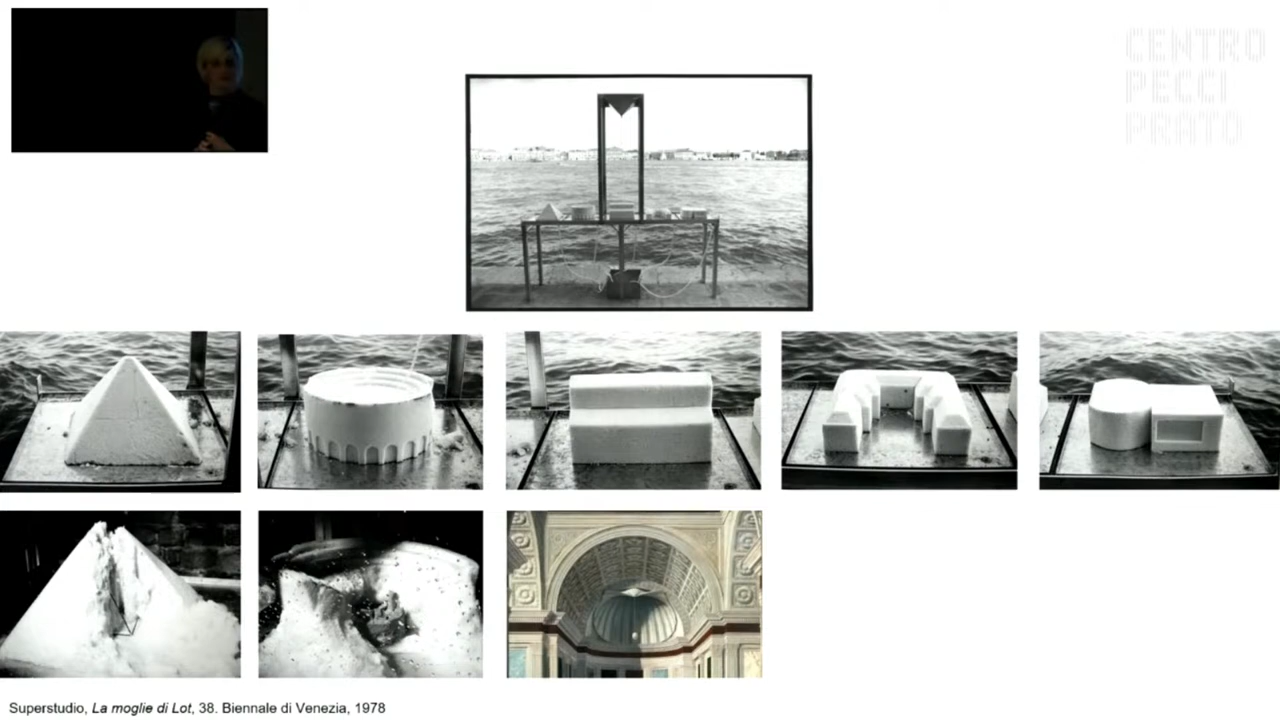 CENTRO
PECCI
PRATO
Superstudio, La moglie di Lot, 38. Biennale di Venezia, 1978